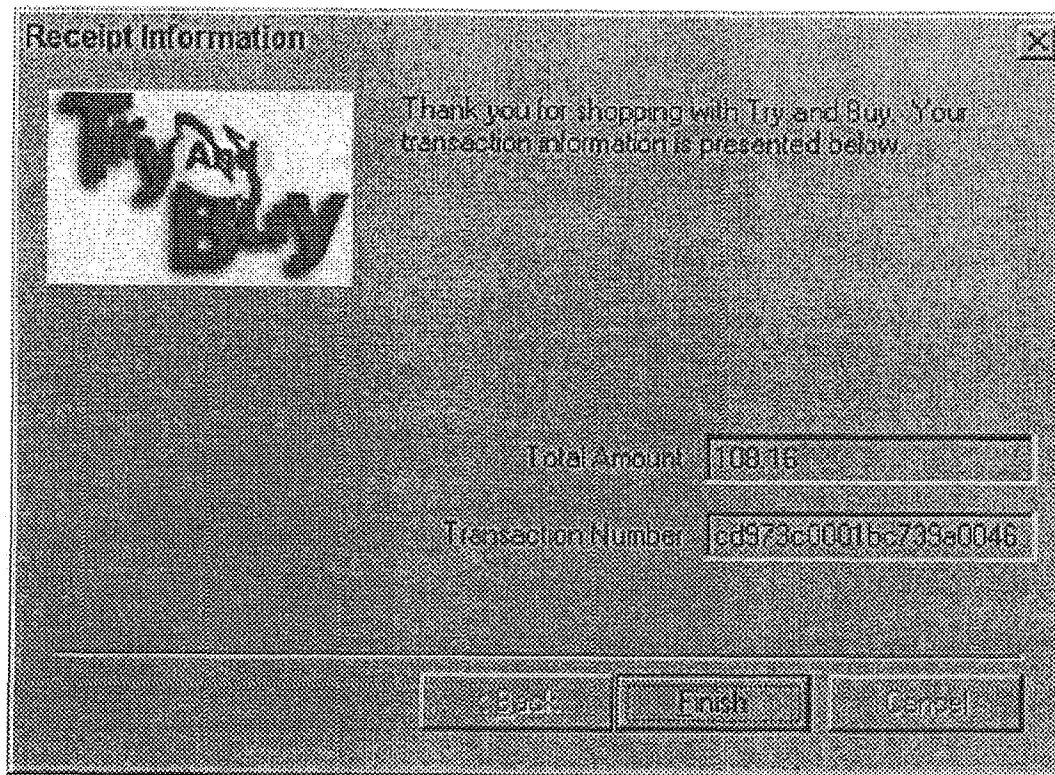 Receipt Information
Try And Buy
Thank you for shopping with Try and Buy. Your
transaction information is presented below.
Total Amount 108.16
Transaction Number cd973c0001bc739a0046
< Back Finish Cancel